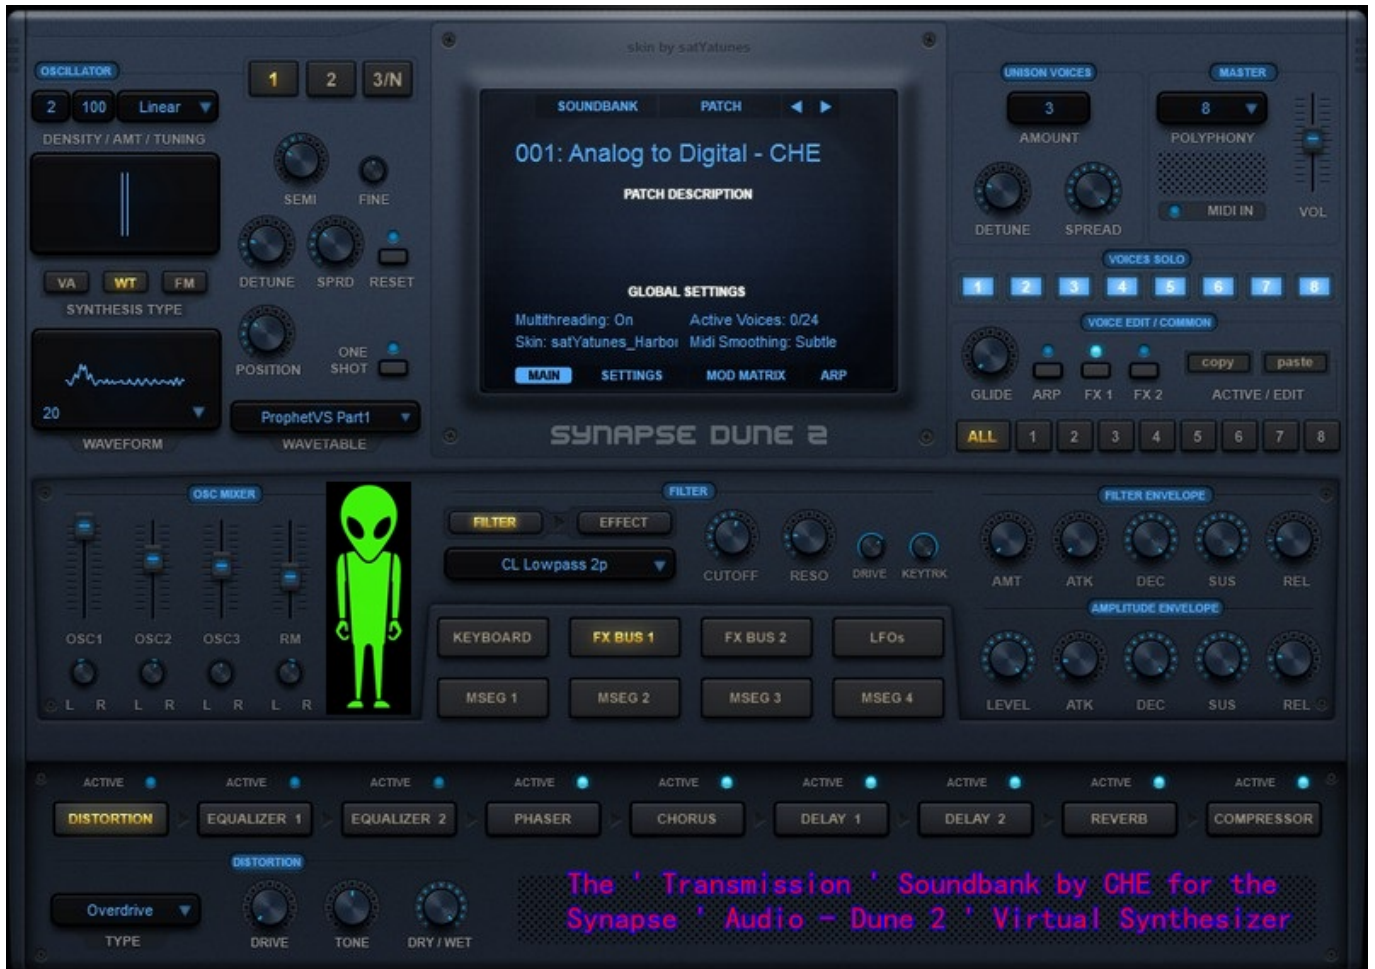 skin by satYatunes
OSCILLATOR
1 2 3/N
2 100 Linear
DENSITY / AMT / TUNING
SEMI FINE
DETUNE SPRD RESET
VA WT FM
SYNTHESIS TYPE
POSITION ONE SHOT
20
WAVEFORM
ProphetVS Part1
WAVETABLE
SOUNDBANK PATCH
001: Analog to Digital - CHE
PATCH DESCRIPTION
GLOBAL SETTINGS
Multithreading: On Active Voices: 0/24
Skin: satYatunes_Harbor Midi Smoothing: Subtle
MAIN SETTINGS MOD MATRIX ARP
SYNAPSE DUNE 2
UNISON VOICES MASTER
3 8
AMOUNT POLYPHONY
MIDI IN VOL
DETUNE SPREAD
VOICES SOLO
1 2 3 4 5 6 7 8
VOICE EDIT / COMMON
copy paste
GLIDE ARP FX 1 FX 2 ACTIVE / EDIT
ALL 1 2 3 4 5 6 7 8
OSC MIXER
OSC1 OSC2 OSC3 RM
L R L R L R L R
FILTER
FILTER EFFECT
CL Lowpass 2p
CUTOFF RESO DRIVE KEYTRK
KEYBOARD FX BUS 1 FX BUS 2 LFOs
MSEG 1 MSEG 2 MSEG 3 MSEG 4
FILTER ENVELOPE
AMT ATK DEC SUS REL
AMPLITUDE ENVELOPE
LEVEL ATK DEC SUS REL
ACTIVE ACTIVE ACTIVE ACTIVE ACTIVE ACTIVE ACTIVE ACTIVE ACTIVE
DISTORTION EQUALIZER 1 EQUALIZER 2 PHASER CHORUS DELAY 1 DELAY 2 REVERB COMPRESSOR
DISTORTION
Overdrive
TYPE DRIVE TONE DRY / WET
The ' Transmission ' Soundbank by CHE for the
Synapse ' Audio - Dune 2 ' Virtual Synthesizer